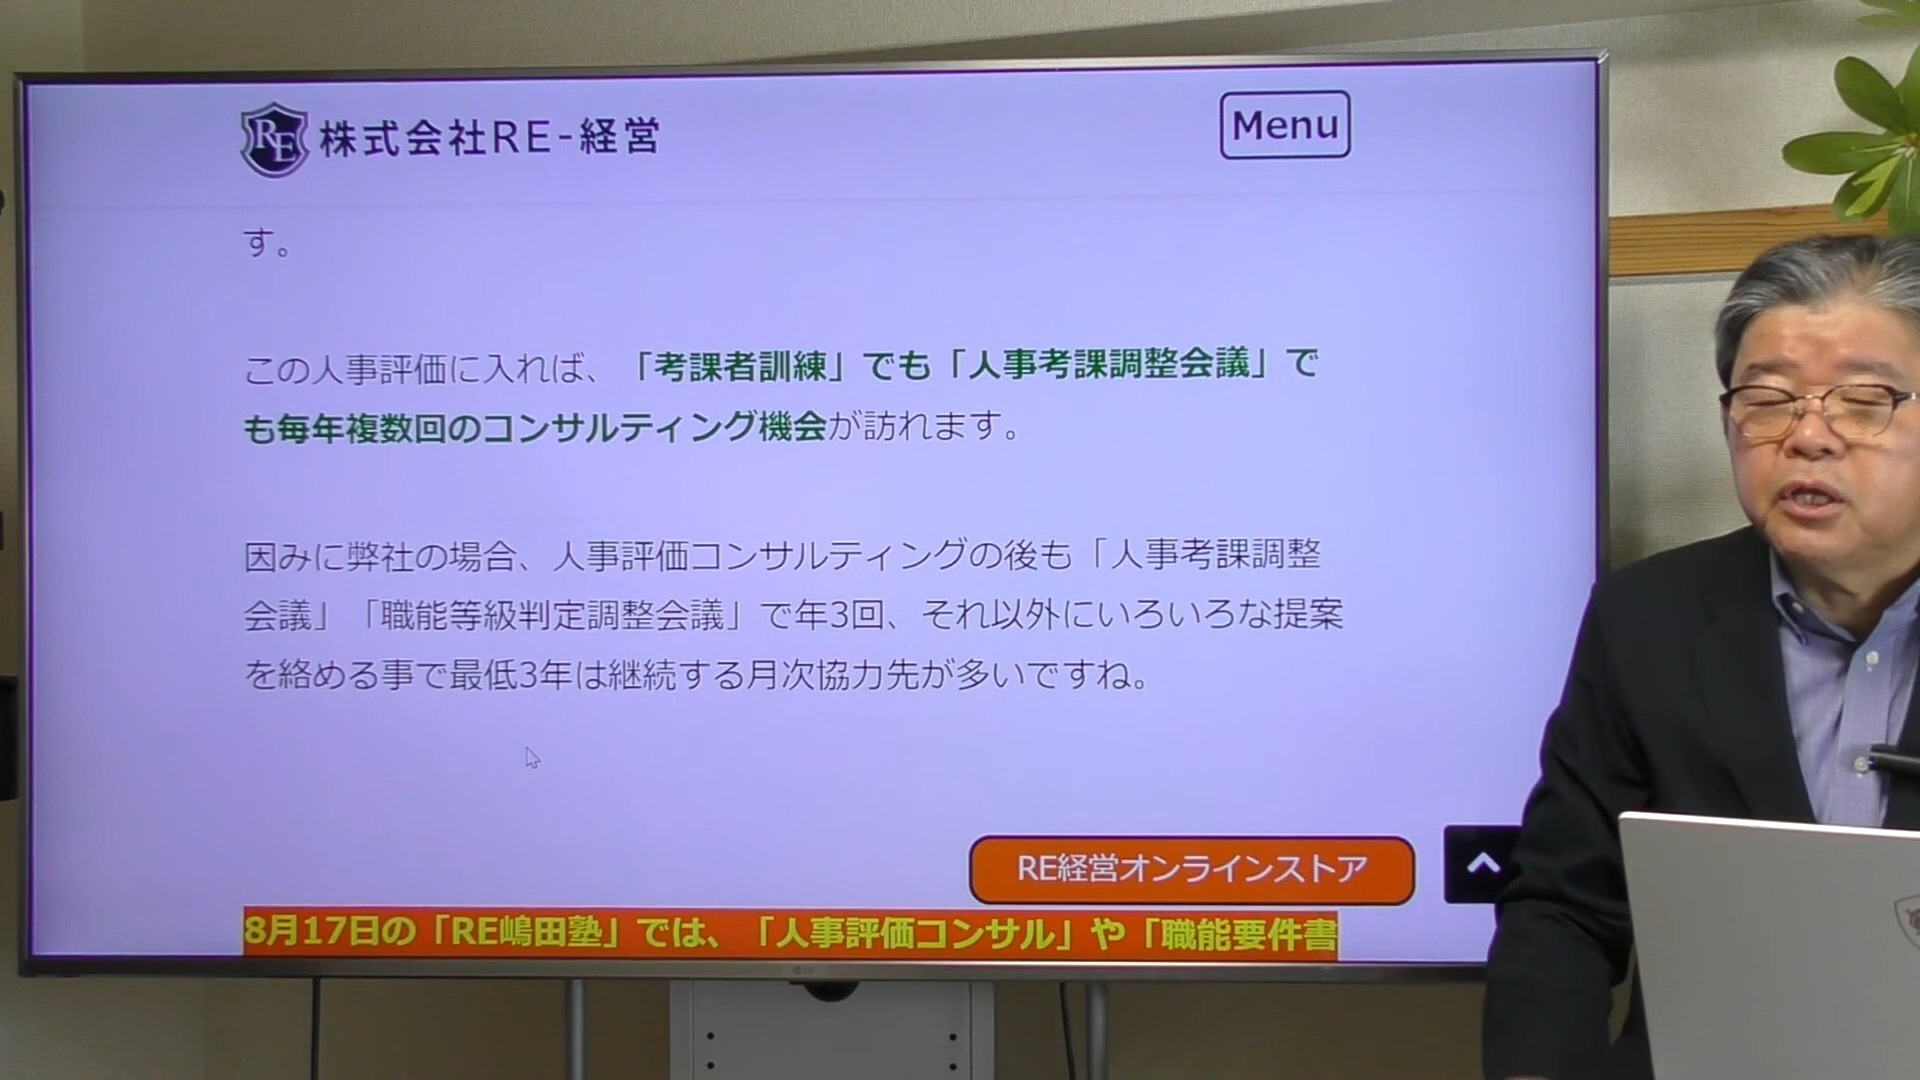 RE 株式会社RE-経営
Menu
す。
この人事評価に入れば、「考課者訓練」でも「人事考課調整会議」で
も毎年複数回のコンサルティング機会が訪れます。
因みに弊社の場合、人事評価コンサルティングの後も「人事考課調整
会議」「職能等級判定調整会議」で年3回、それ以外にいろいろな提案
を絡める事で最低3年は継続する月次協力先が多いですね。
RE経営オンラインストア
8月17日の「RE嶋田塾」では、「人事評価コンサル」や「職能要件書
LG